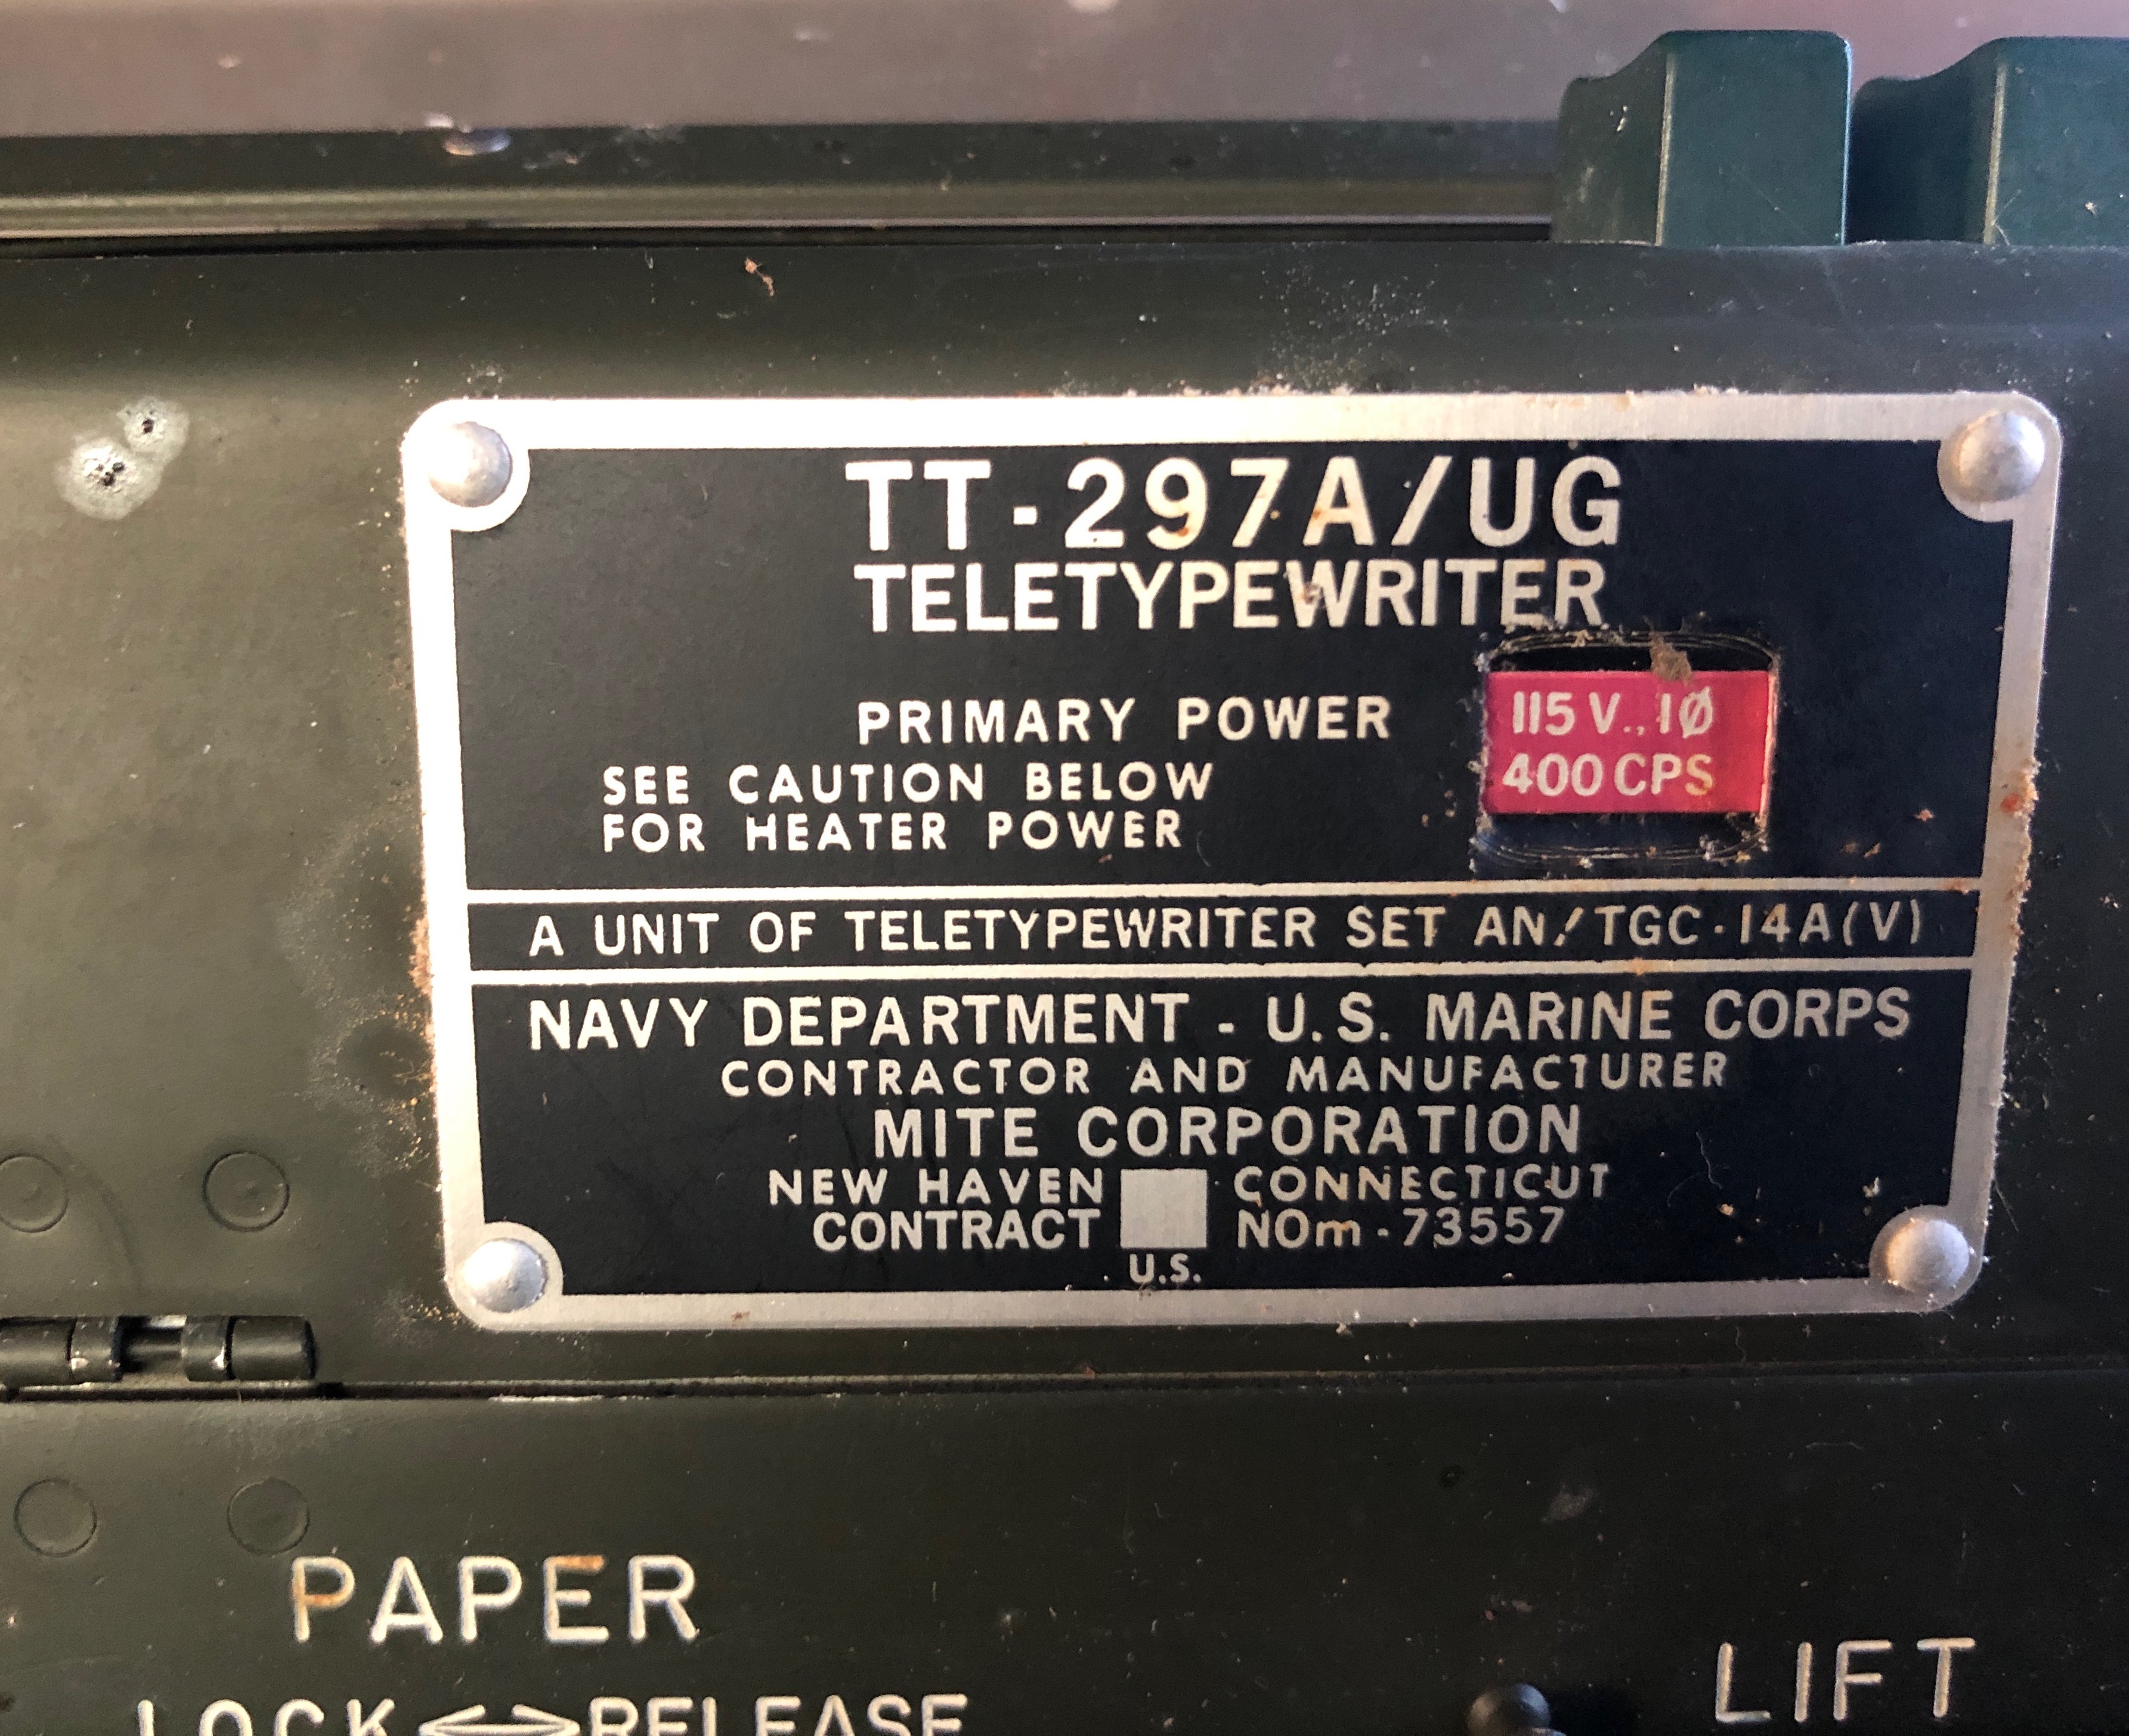 TT-297A/UG
TELETYPEWRITER
PRIMARY POWER
115 V., 1Ø
400 CPS
SEE CAUTION BELOW
FOR HEATER POWER
A UNIT OF TELETYPEWRITER SET AN/TGC-14A(V)
NAVY DEPARTMENT - U.S. MARINE CORPS
CONTRACTOR AND MANUFACTURER
MITE CORPORATION
NEW HAVEN CONNECTICUT
CONTRACT NOm-73557
U.S.
PAPER
LOCK <=> RELEASE
LIFT